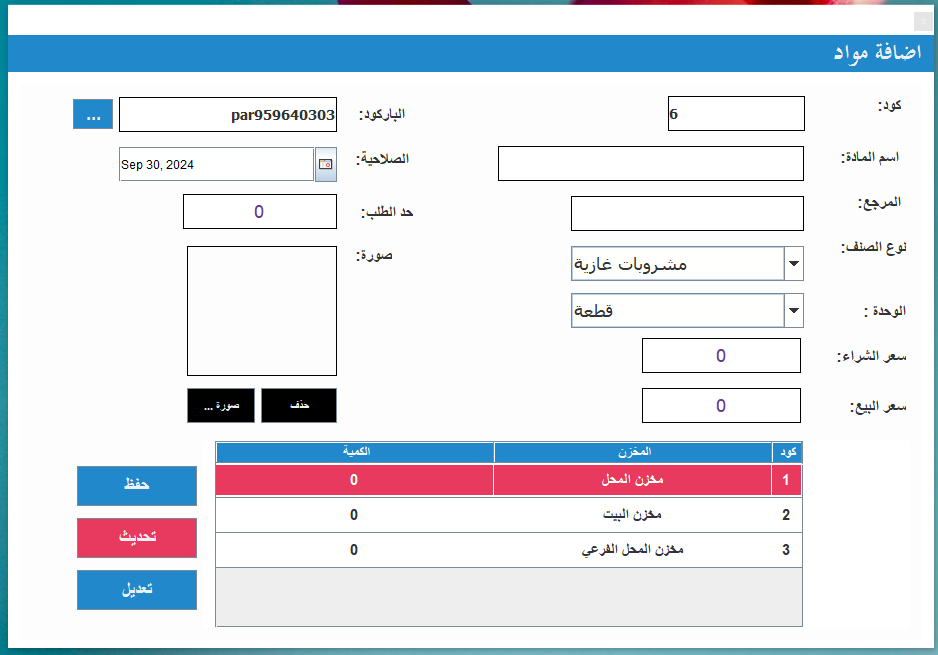 اضافة مواد
كود:
6
الباركود:
par959640303
...
اسم المادة:
الصلاحية:
Sep 30, 2024
المرجع:
حد الطلب:
0
نوع الصنف:
مشروبات غازية
صورة:
الوحدة :
قطعة
سعر الشراء:
0
سعر البيع:
0
حذف
صورة ...
كود المخزن الكمية
1 مخزن المحل 0
2 مخزن البيت 0
3 مخزن المحل الفرعي 0
حفظ
تحديث
تعديل